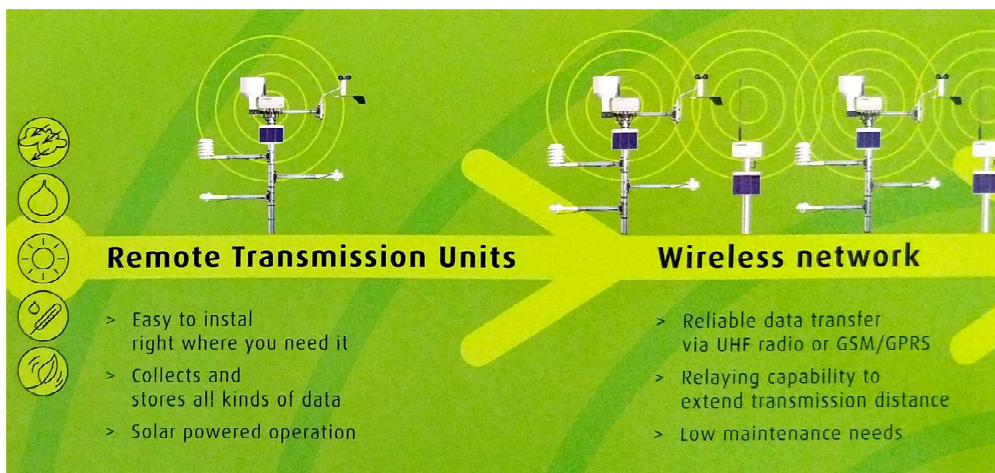 Remote Transmission Units
> Easy to instal
right where you need it
> Collects and
stores all kinds of data
> Solar powered operation
Wireless network
> Reliable data transfer
via UHF radio or GSM/GPRS
> Relaying capability to
extend transmission distance
> Low maintenance needs